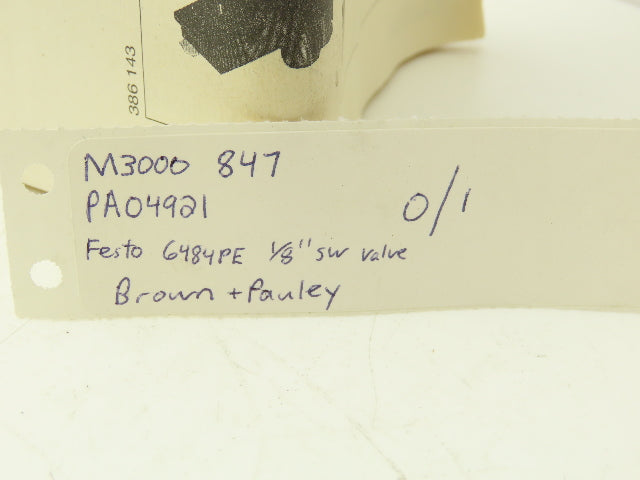 386 143
M3000 847
PA04921
0/1
Festo 6484PE 1/8" sw valve
Brown + Pauley